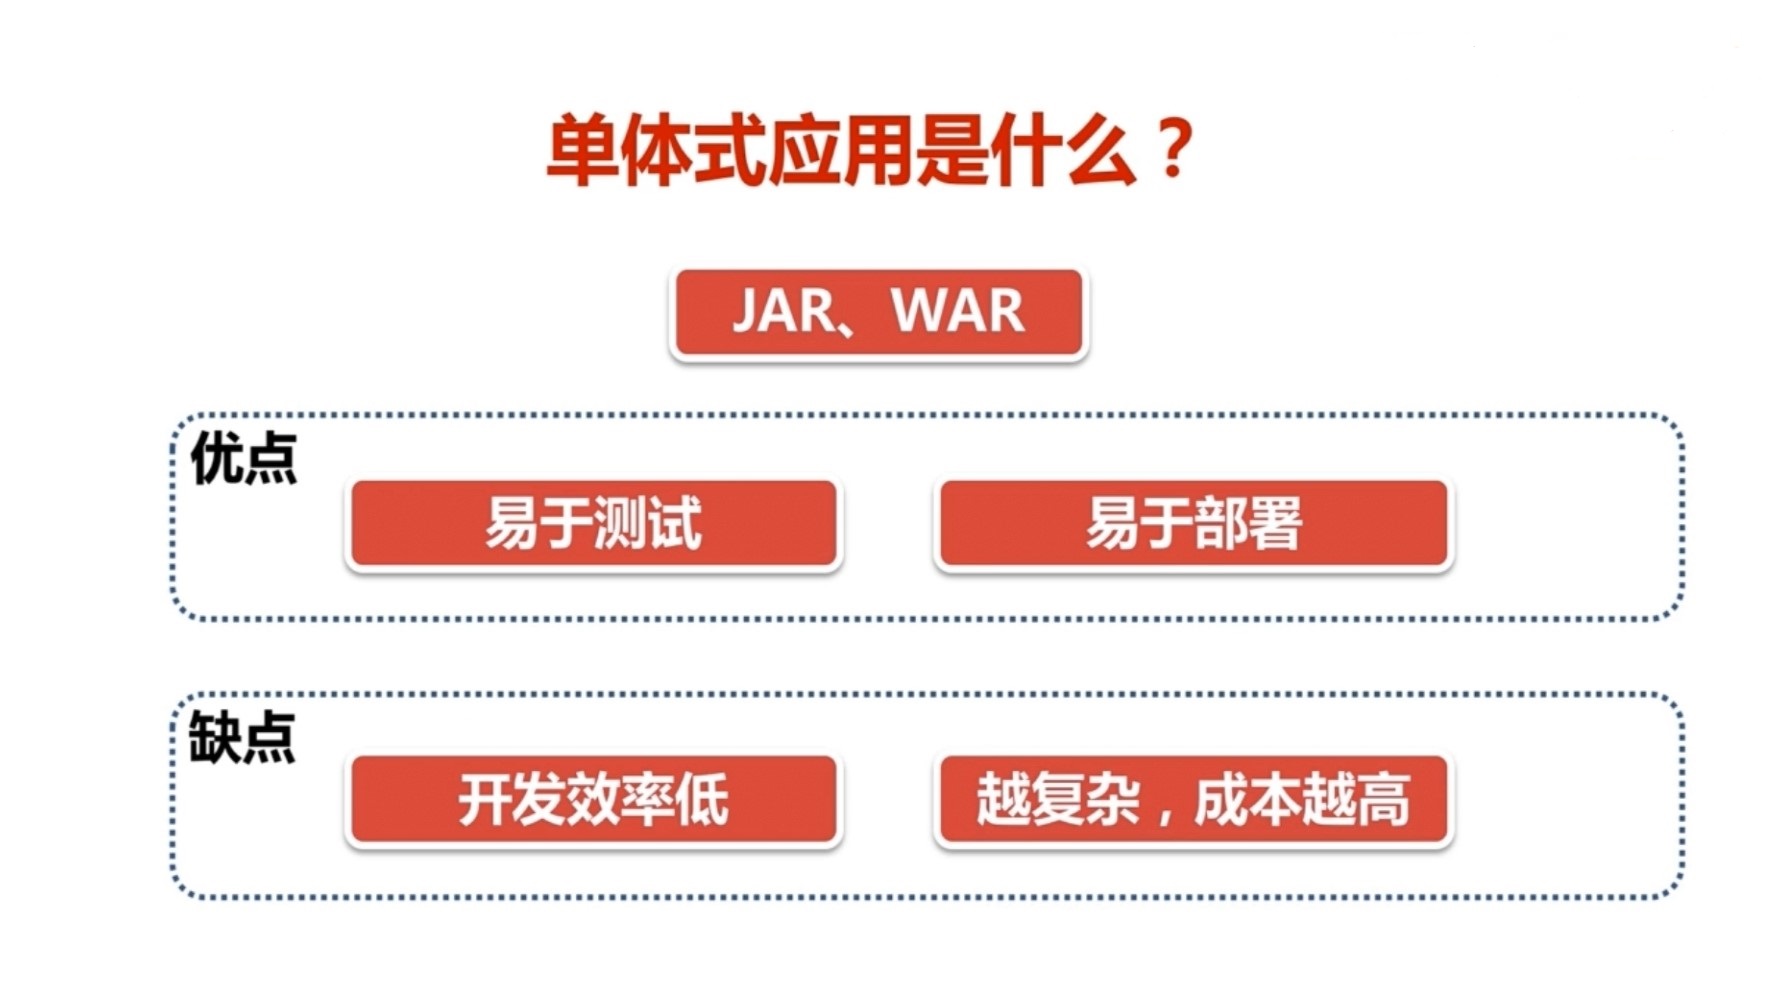 单体式应用是什么？
JAR、WAR
优点
易于测试
易于部署
缺点
开发效率低
越复杂，成本越高